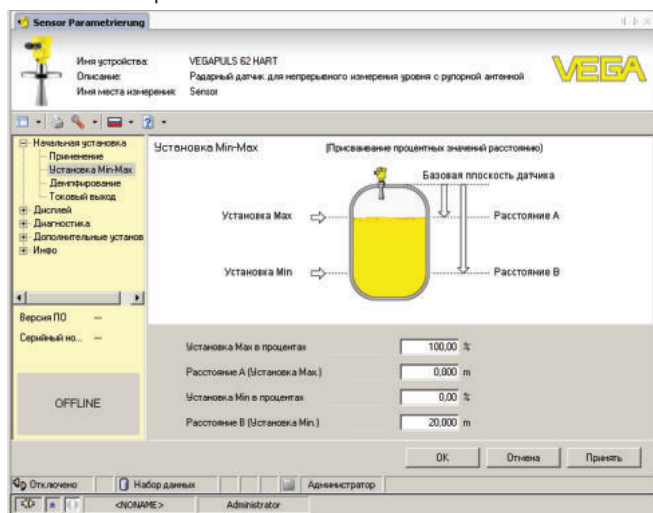 Sensor Parametrierung
Имя устройства: VEGAPULS 62 HART
Описание: Радарный датчик для непрерывного измерения уровня с рупорной антенной
Имя места измерения: Sensor
VEGA
Начальная установка
Применение
Установка Min-Max
Демпфирование
Токовый выход
Дисплей
Диагностика
Дополнительные установ
Инфо
Версия ПО --
Серийный но... --
OFFLINE
Установка Min-Max (Присваивание процентных значений расстоянию)
Базовая плоскость датчика
Установка Max Расстояние A
Установка Min Расстояние B
Установка Max в процентах 100,00 %
Расстояние A (Установка Max.) 0,000 m
Установка Min в процентах 0,00 %
Расстояние B (Установка Min.) 20,000 m
OK Отмена Принять
Отключено Набор данных Администратор
<NONAME> Administrator